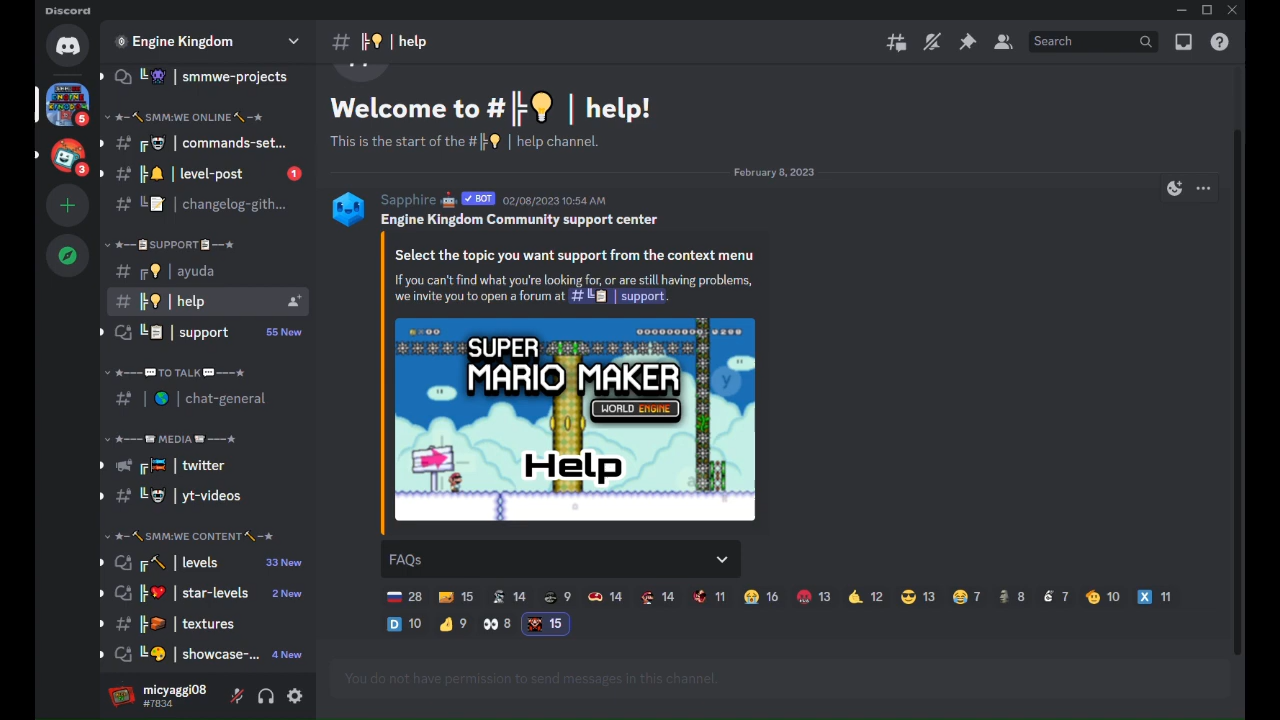 Discord
Engine Kingdom
╠💡 | help
Search
╚👾 | smmwe-projects
Welcome to #╠💡 | help!
★–🔨SMM:WE ONLINE🔨–★
This is the start of the #╠💡 | help channel.
╔ | commands-set...
╠🔔 | level-post
1
February 8, 2023
╚📝 | changelog-gith...
Sapphire 🤖 ✓ BOT 02/08/2023 10:54 AM
Engine Kingdom Community support center
5
3
★––📋SUPPORT📋––★
Select the topic you want support from the context menu
╔💡 | ayuda
If you can't find what you're looking for, or are still having problems,
we invite you to open a forum at #╚📋 | support.
╠💡 | help
╚📋 | support
55 New
SUPER
MARIO MAKER
WORLD ENGINE
Help
★–––💬TO TALK💬–––★
| 🌎 | chat-general
★––– MEDIA –––★
╔ | twitter
╚ | yt-videos
★–🔨SMM:WE CONTENT🔨–★
FAQs
╔🔨 | levels
33 New
╠❤️ | star-levels
2 New
28 15 14 9 14 14 11 16 13 12 13 7 8 7 10 11
╠ | textures
10 9 8 15
╚🎨 | showcase-...
4 New
You do not have permission to send messages in this channel.
micyaggi08
#7834